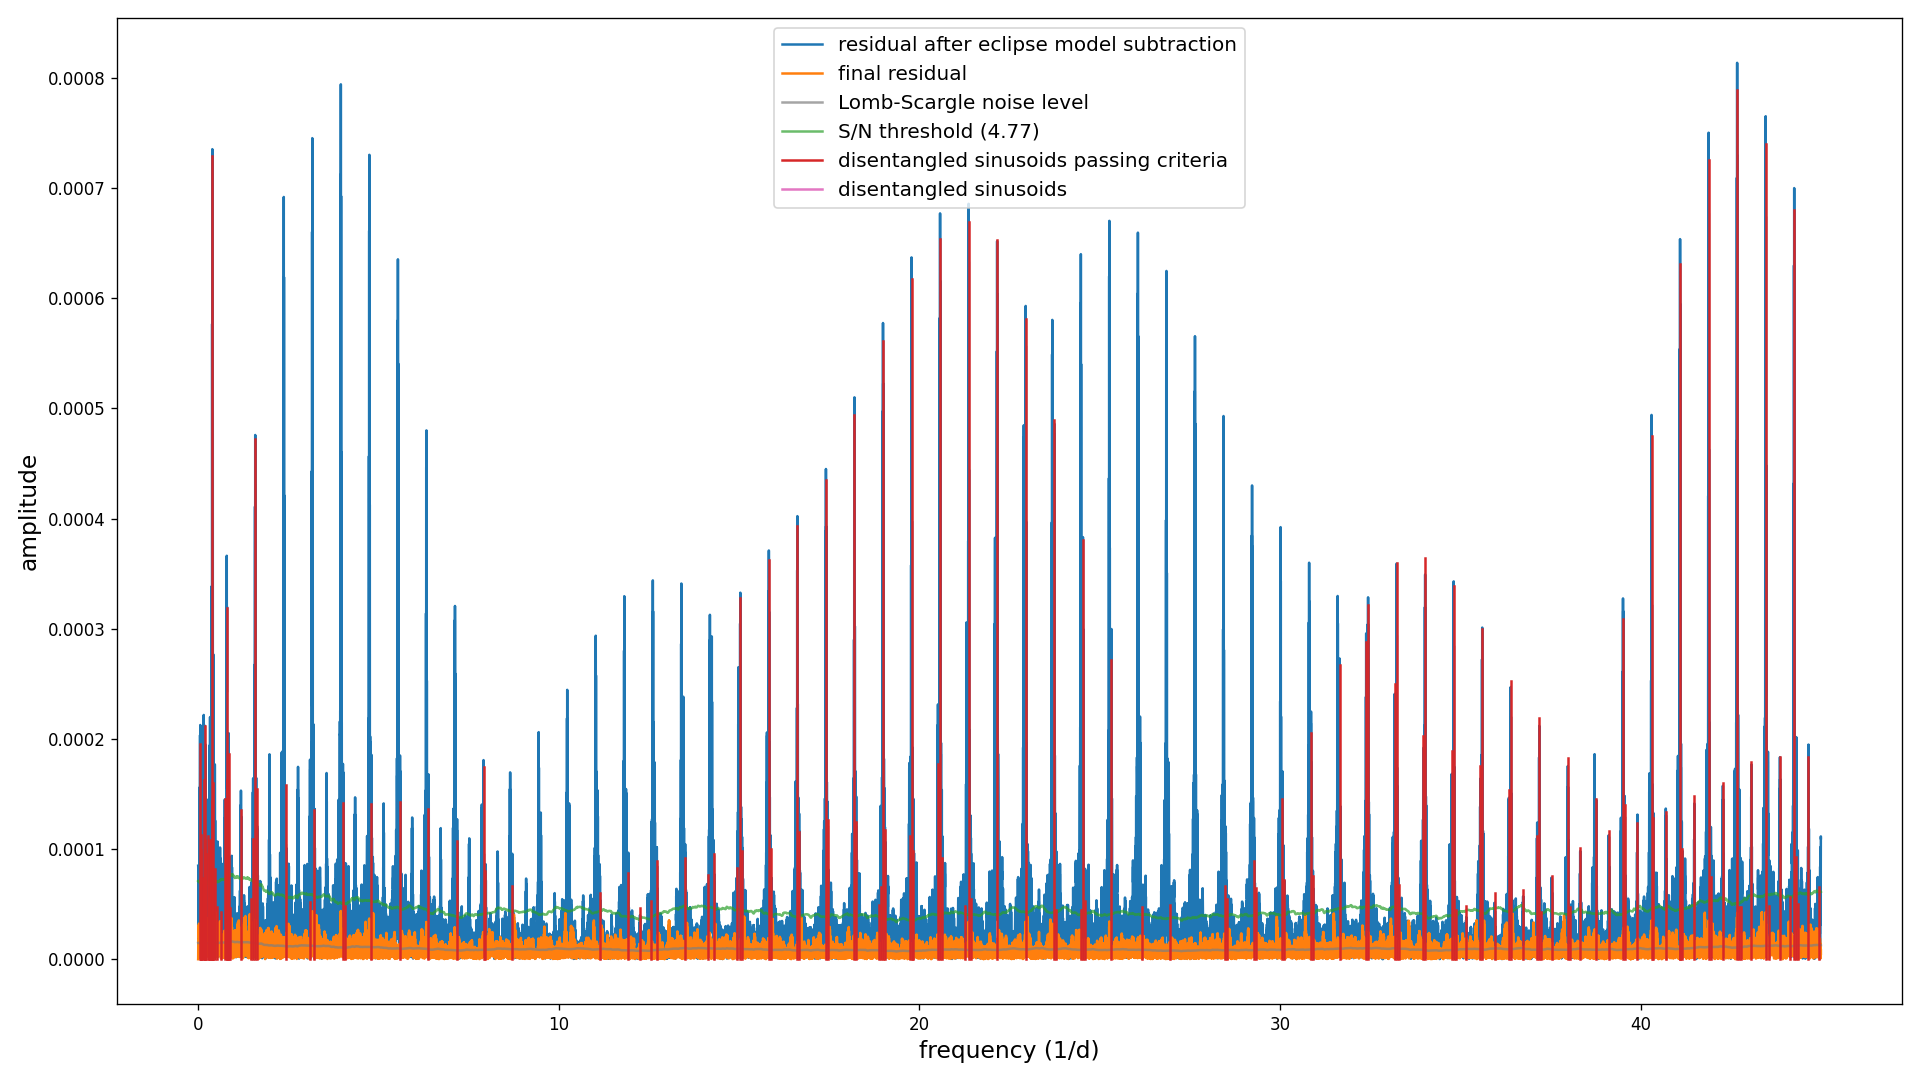 residual after eclipse model subtraction
final residual
Lomb-Scargle noise level
S/N threshold (4.77)
disentangled sinusoids passing criteria
disentangled sinusoids
amplitude
0.0008
0.0007
0.0006
0.0005
0.0004
0.0003
0.0002
0.0001
0.0000
0 10 20 30 40
frequency (1/d)